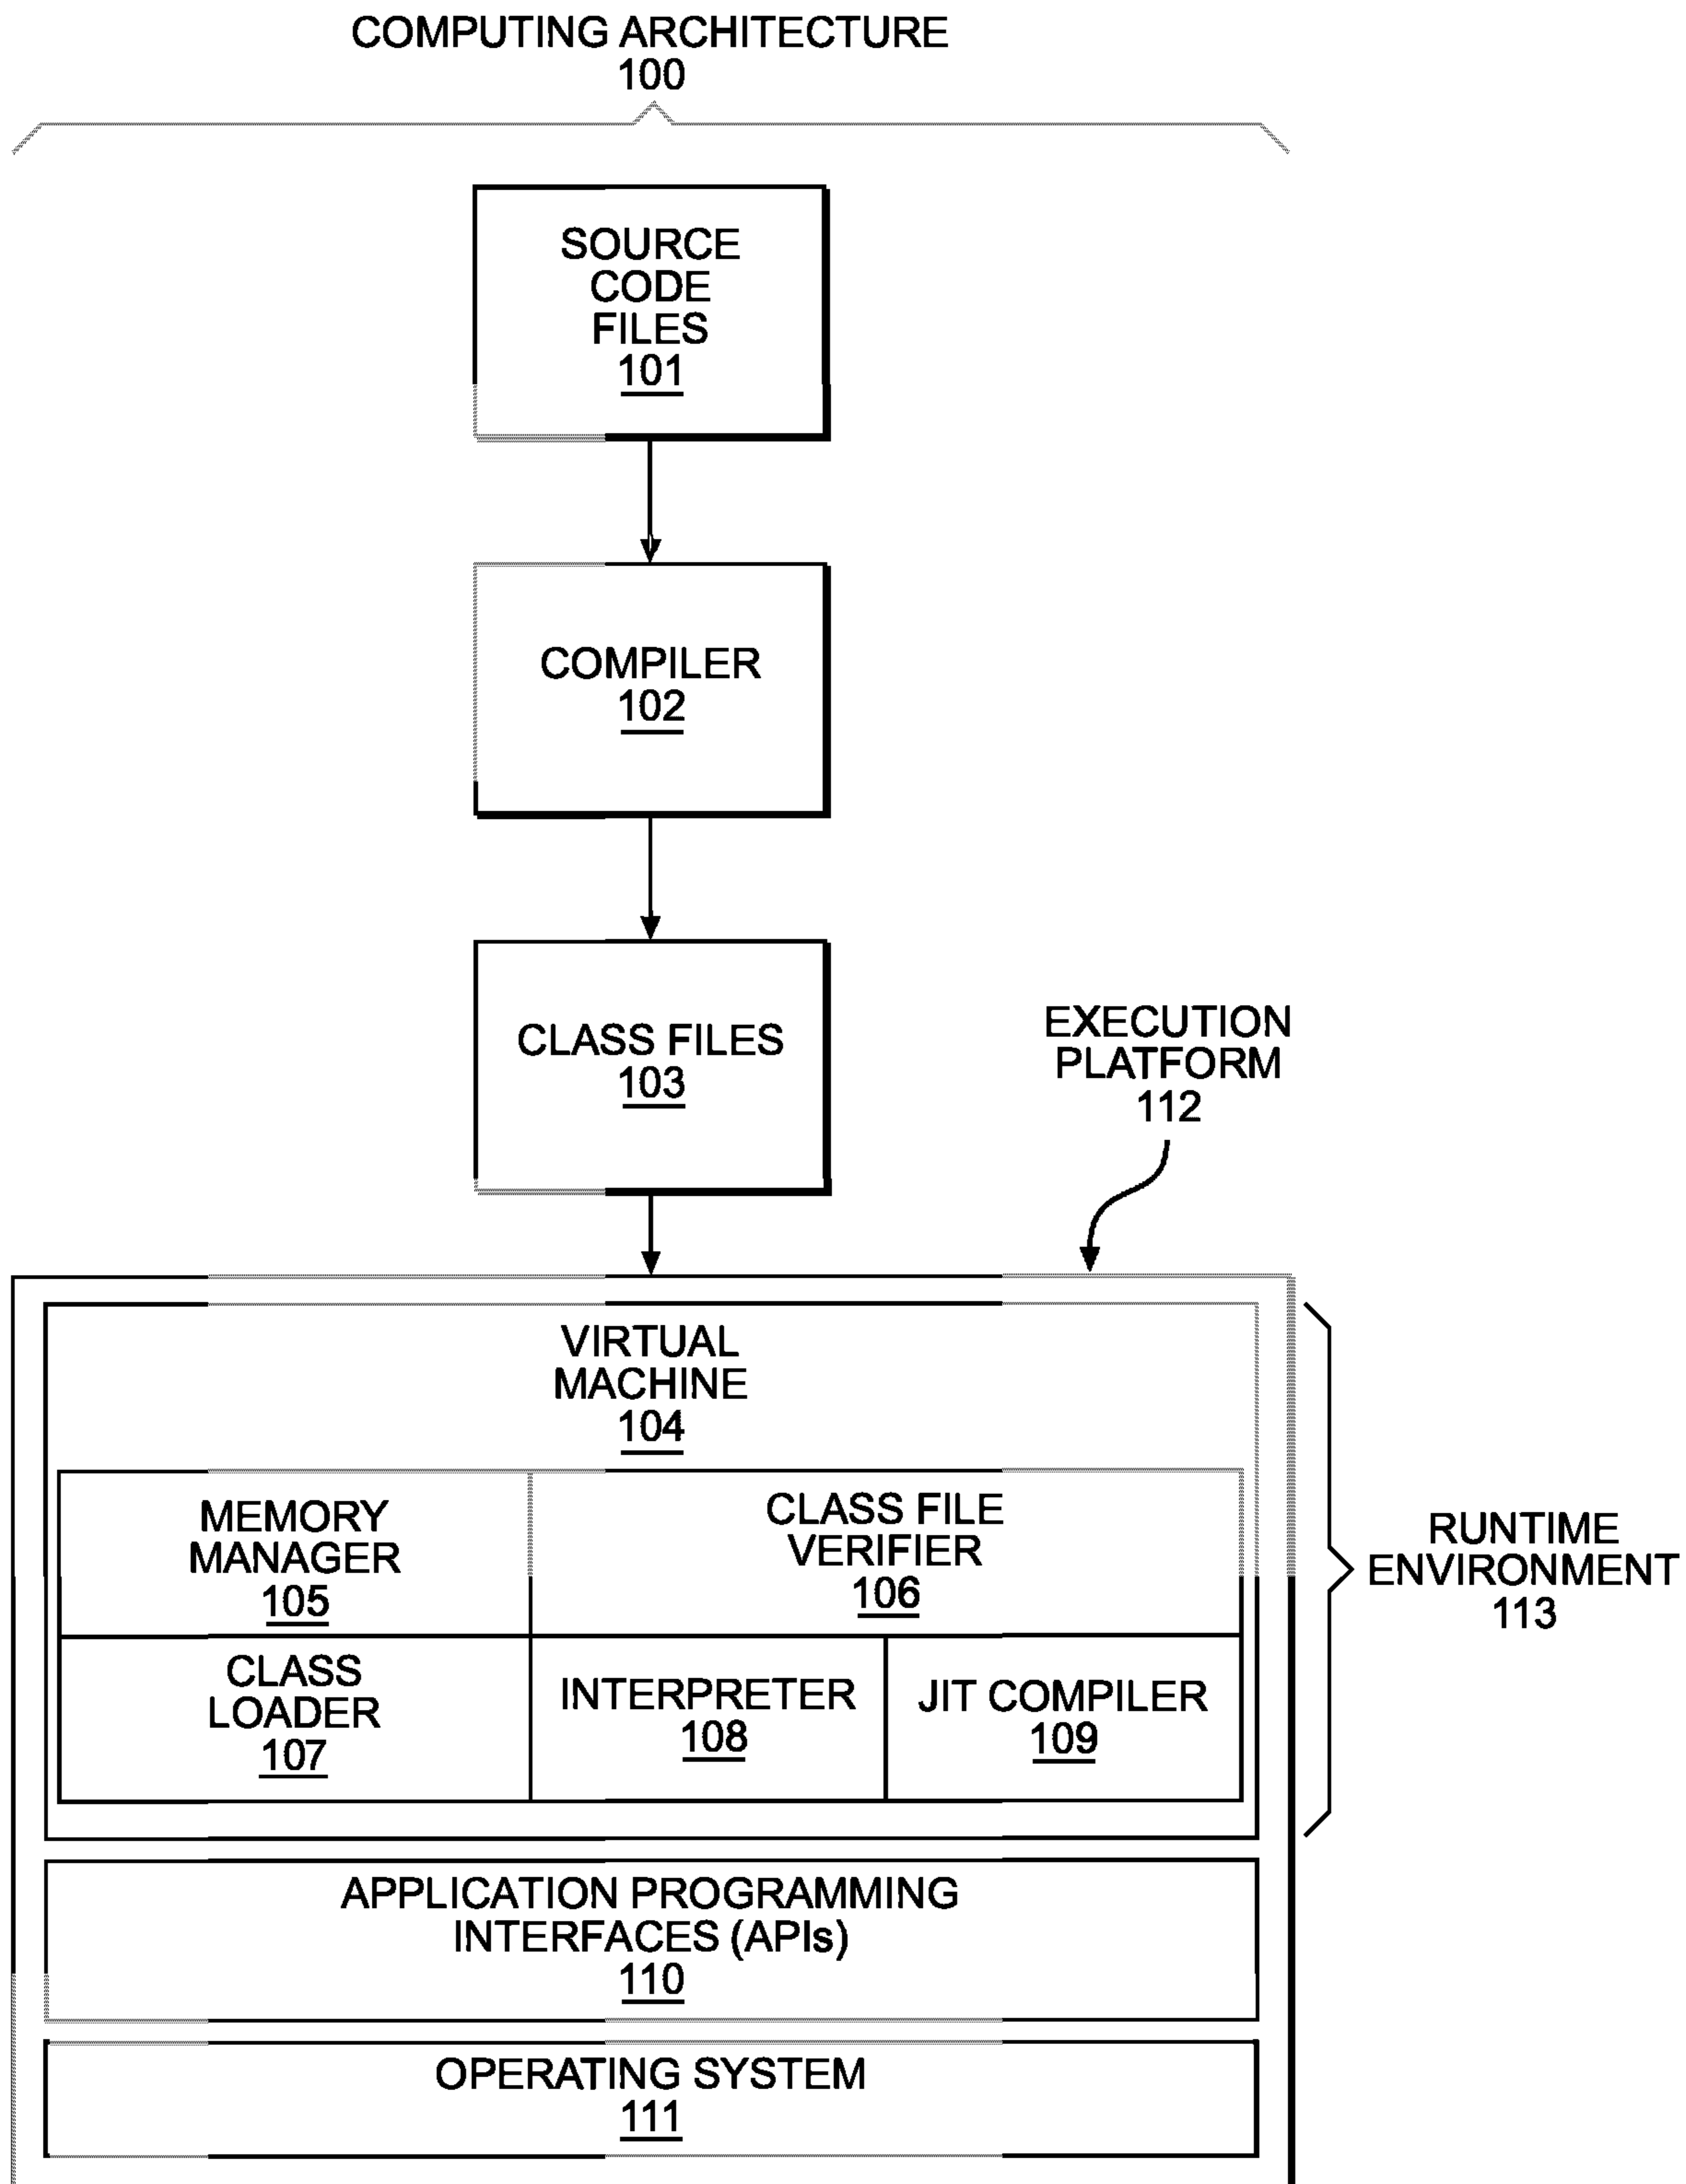 COMPUTING ARCHITECTURE
100
SOURCE
CODE
FILES
101
COMPILER
102
CLASS FILES
103
EXECUTION
PLATFORM
112
VIRTUAL
MACHINE
104
MEMORY
MANAGER
105
CLASS FILE
VERIFIER
106
CLASS
LOADER
107
INTERPRETER
108
JIT COMPILER
109
RUNTIME
ENVIRONMENT
113
APPLICATION PROGRAMMING
INTERFACES (APIs)
110
OPERATING SYSTEM
111